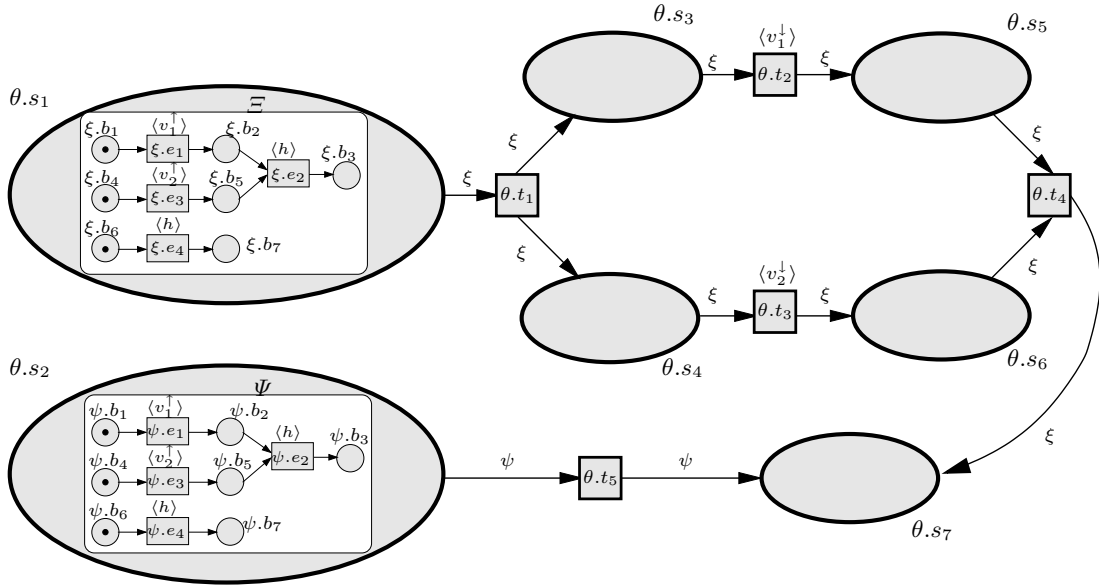 θ.s₃ ⟨v₁↓⟩ θ.s₅
ξ ξ
θ.t₂
θ.s₁
Ξ
ξ.b₁ ⟨v₁↑⟩ ξ.b₂
ξ.e₁ ⟨h⟩ ξ.b₃
ξ.e₂
ξ.b₄ ⟨v₂↑⟩ ξ.b₅
ξ.e₃
ξ.b₆ ⟨h⟩ ξ.b₇
ξ.e₄
ξ ξ
ξ θ.t₁ θ.t₄
ξ ξ
⟨v₂↓⟩
ξ ξ
θ.t₃
θ.s₄ θ.s₆
θ.s₂
Ψ
ψ.b₁ ⟨v₁↑⟩ ψ.b₂
ψ.e₁ ⟨h⟩ ψ.b₃
ψ.e₂
ψ.b₄ ⟨v₂↑⟩ ψ.b₅
ψ.e₃
ψ.b₆ ⟨h⟩ ψ.b₇
ψ.e₄
ψ ψ ξ
θ.t₅
θ.s₇